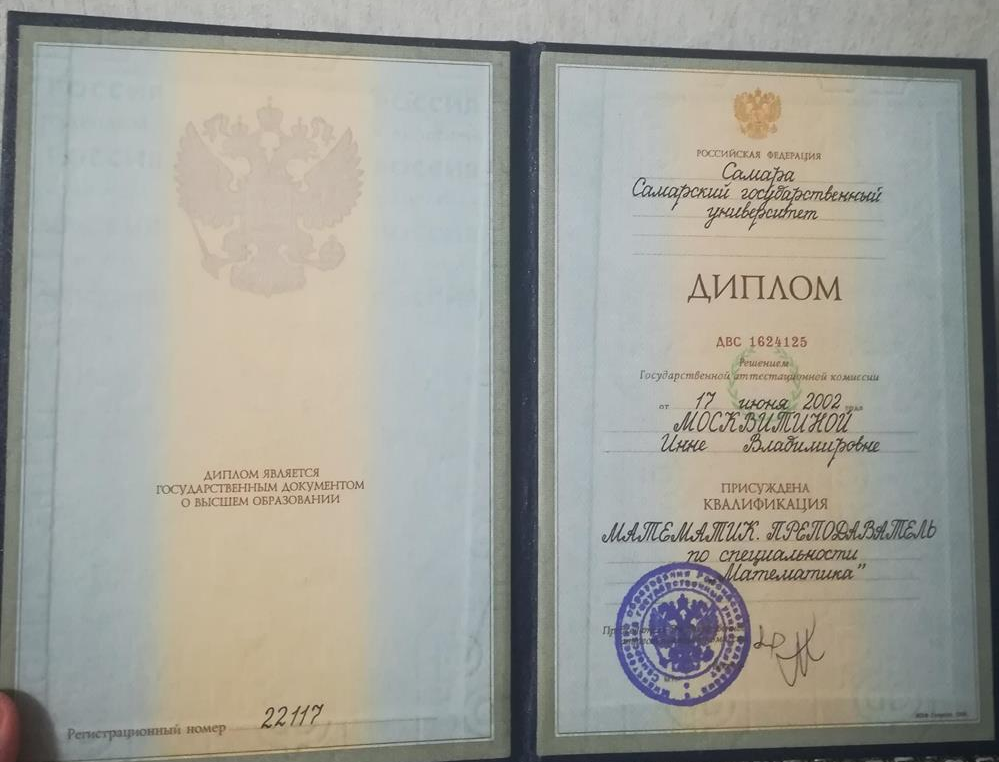 ДИПЛОМ ЯВЛЯЕТСЯ
ГОСУДАРСТВЕННЫМ ДОКУМЕНТОМ
О ВЫСШЕМ ОБРАЗОВАНИИ
Регистрационный номер 22117
РОССИЙСКАЯ ФЕДЕРАЦИЯ
Самара
Самарский государственный
университет
ДИПЛОМ
ДВС 1624125
Решением
Государственной аттестационной комиссии
от 17 июня 2002 года
МОСКВИТИНОЙ
Инне Владимировне
ПРИСУЖДЕНА
КВАЛИФИКАЦИЯ
МАТЕМАТИК. ПРЕПОДАВАТЕЛЬ
по специальности
Математика"